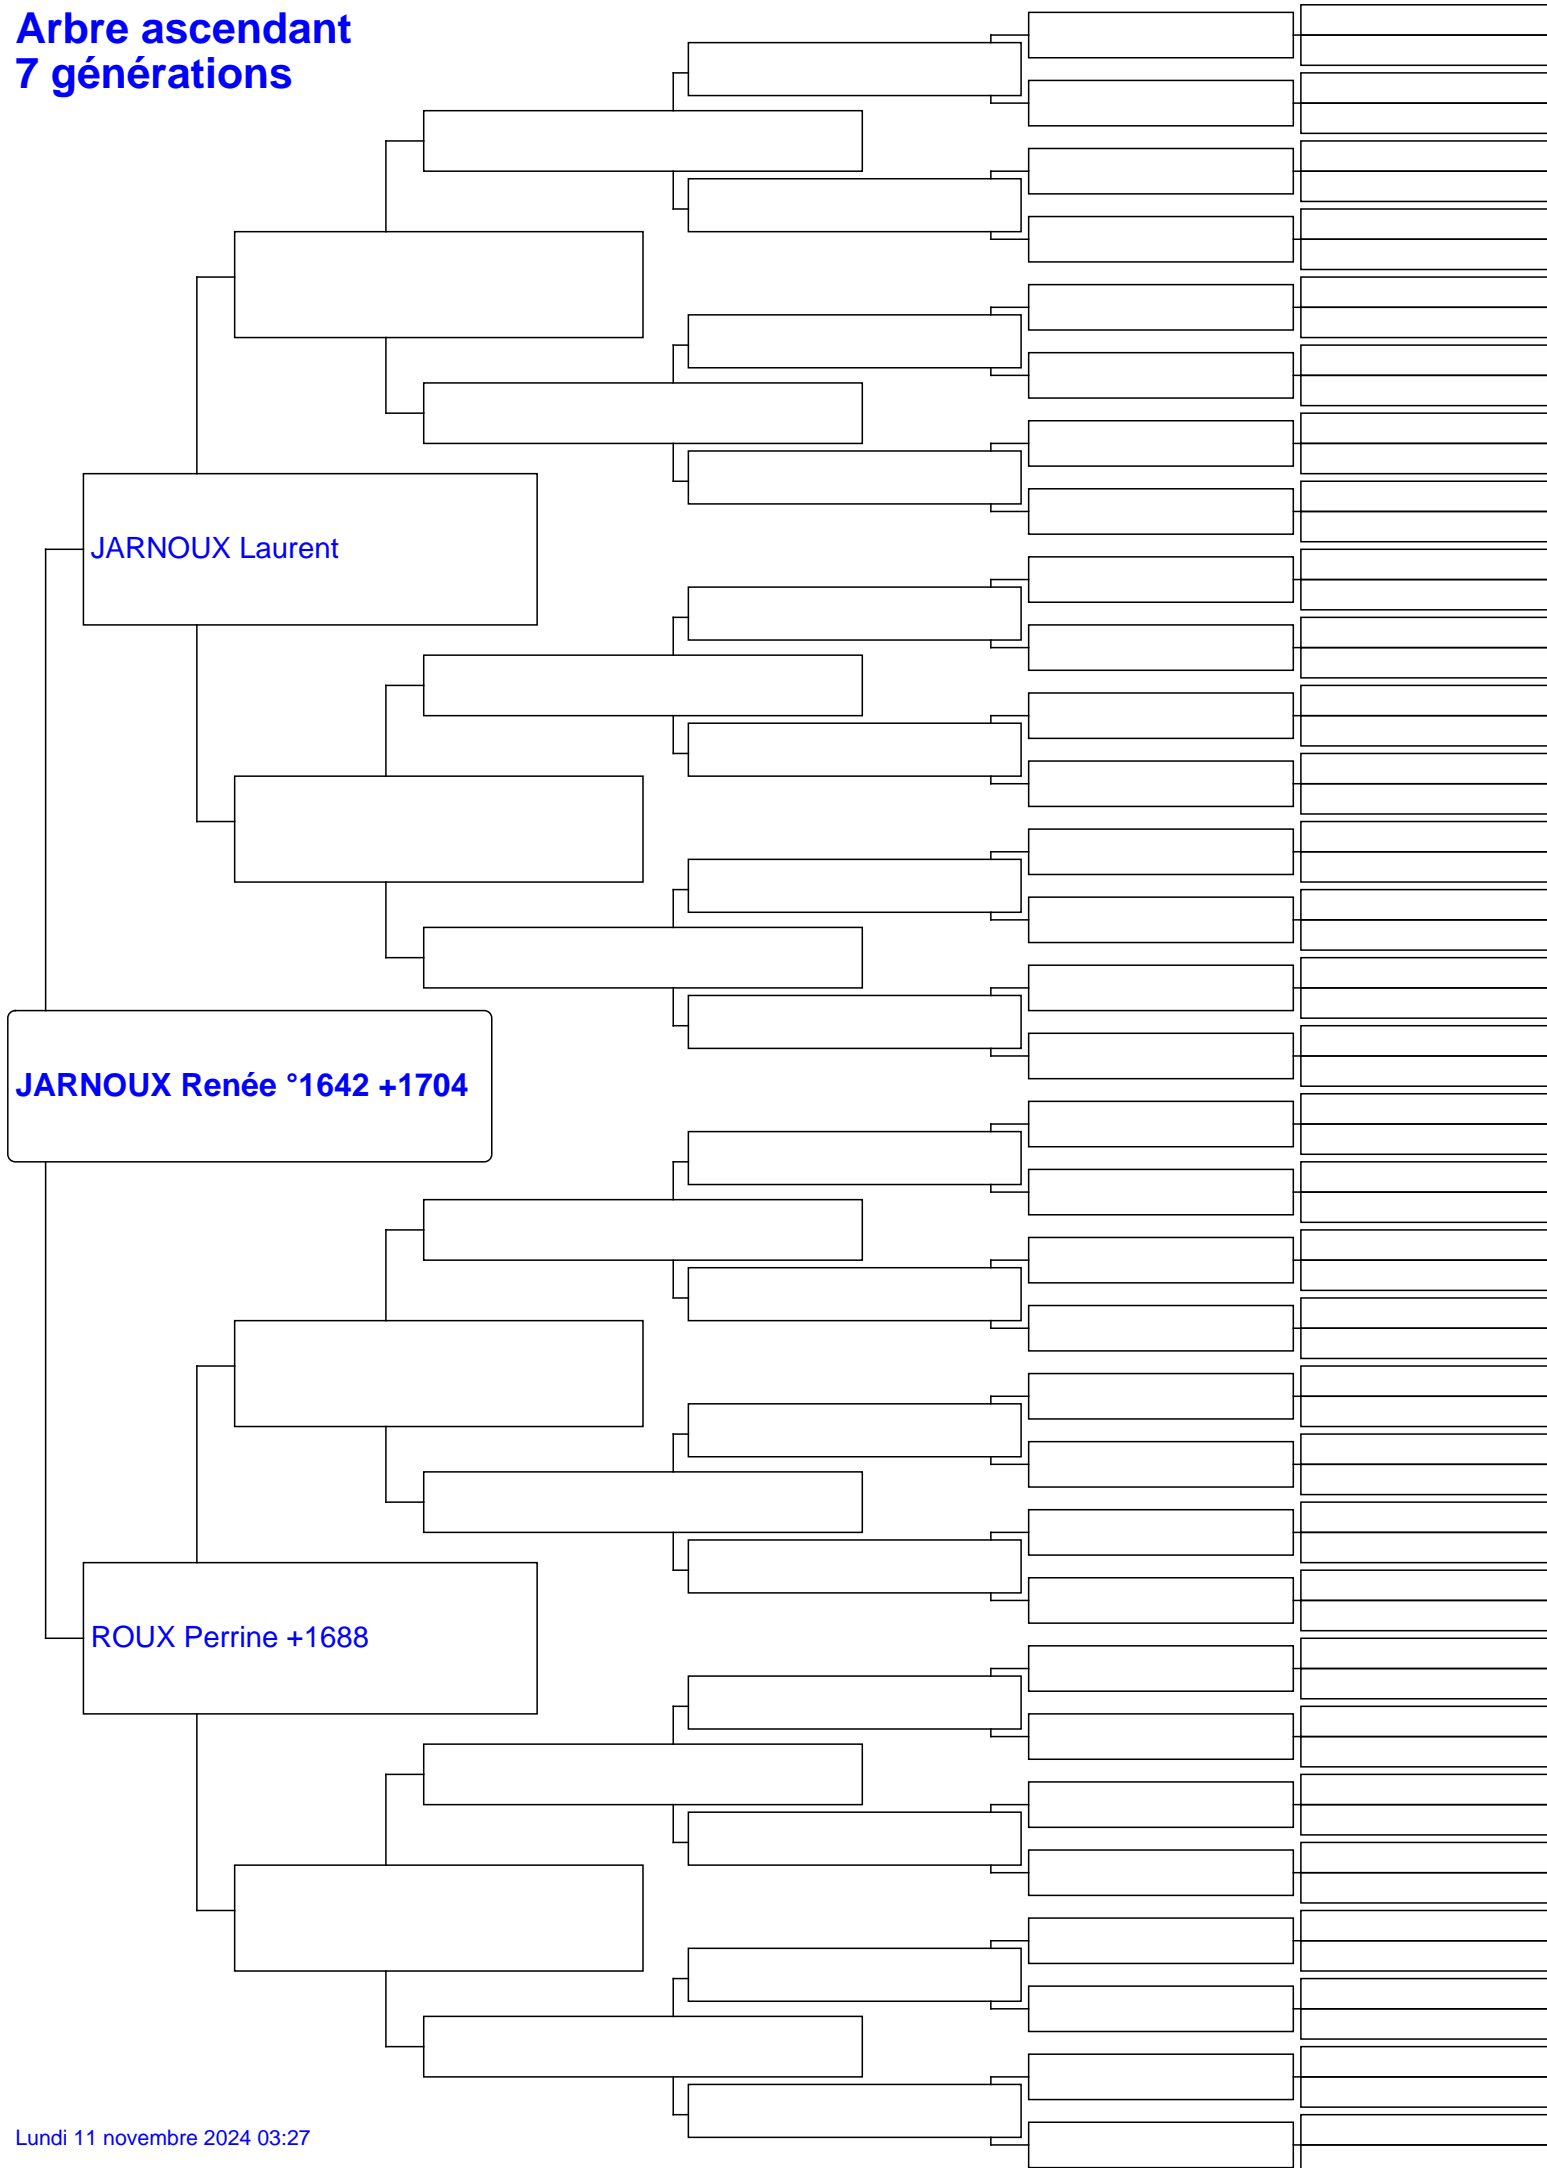 Arbre ascendant
7 générations
JARNOUX Laurent
JARNOUX Renée °1642 +1704
ROUX Perrine +1688
Lundi 11 novembre 2024 03:27